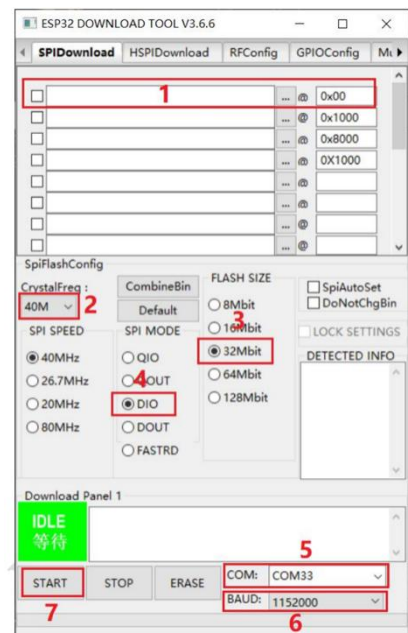 ESP32 DOWNLOAD TOOL V3.6.6
SPIDownload HSPIDownload RFConfig GPIOConfig
1 ... @ 0x00
... @ 0x1000
... @ 0x8000
... @ 0X1000
... @
... @
... @
... @
SpiFlashConfig
CrystalFreq :
40M 2
CombineBin
Default
SPI SPEED
40MHz
26.7MHz
20MHz
80MHz
SPI MODE
QIO
4
DIO
DOUT
FASTRD
FLASH SIZE
8Mbit
16Mbit
3
32Mbit
64Mbit
128Mbit
SpiAutoSet
DoNotChgBin
LOCK SETTINGS
DETECTED INFO
Download Panel 1
IDLE
等待
START STOP ERASE
7
5
COM: COM33
BAUD: 1152000
6